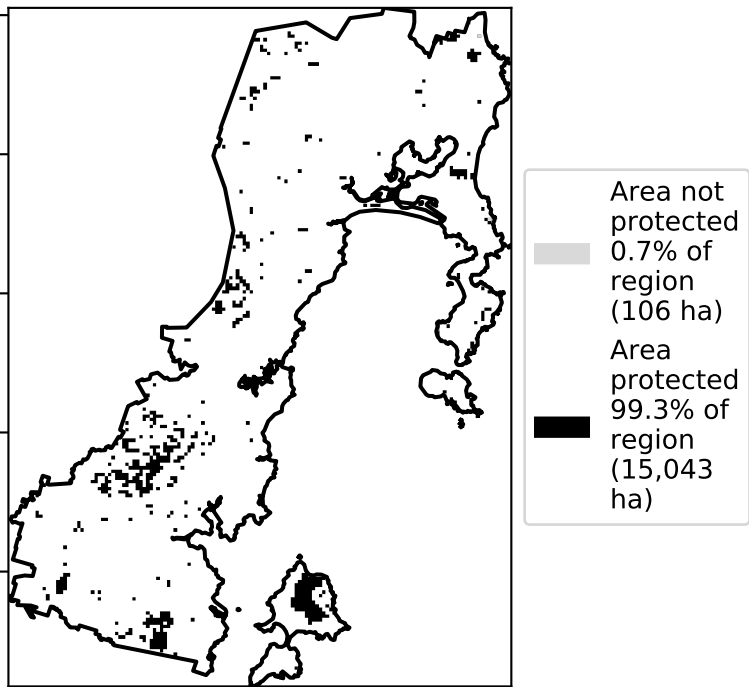 Area not
protected
0.7% of
region
(106 ha)
Area
protected
99.3% of
region
(15,043
ha)